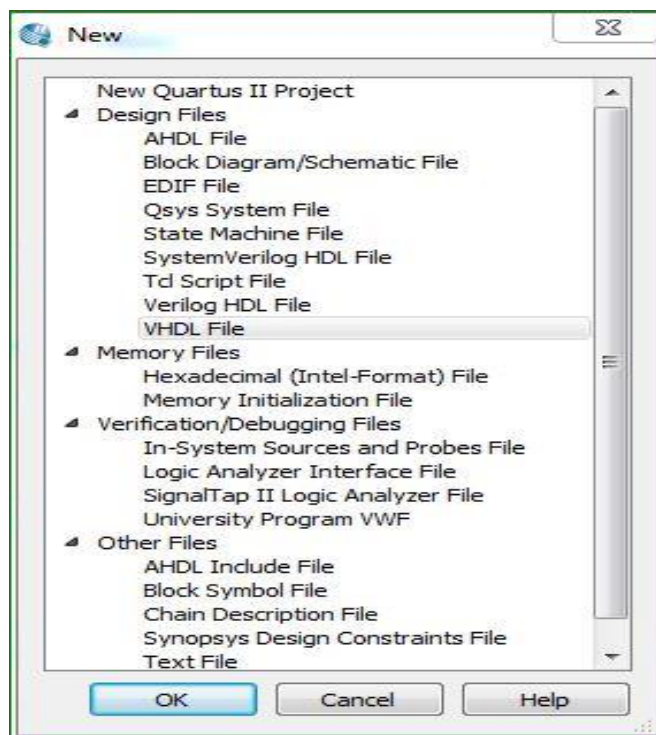 New
New Quartus II Project
Design Files
AHDL File
Block Diagram/Schematic File
EDIF File
Qsys System File
State Machine File
SystemVerilog HDL File
Tcl Script File
Verilog HDL File
VHDL File
Memory Files
Hexadecimal (Intel-Format) File
Memory Initialization File
Verification/Debugging Files
In-System Sources and Probes File
Logic Analyzer Interface File
SignalTap II Logic Analyzer File
University Program VWF
Other Files
AHDL Include File
Block Symbol File
Chain Description File
Synopsys Design Constraints File
Text File
OK Cancel Help